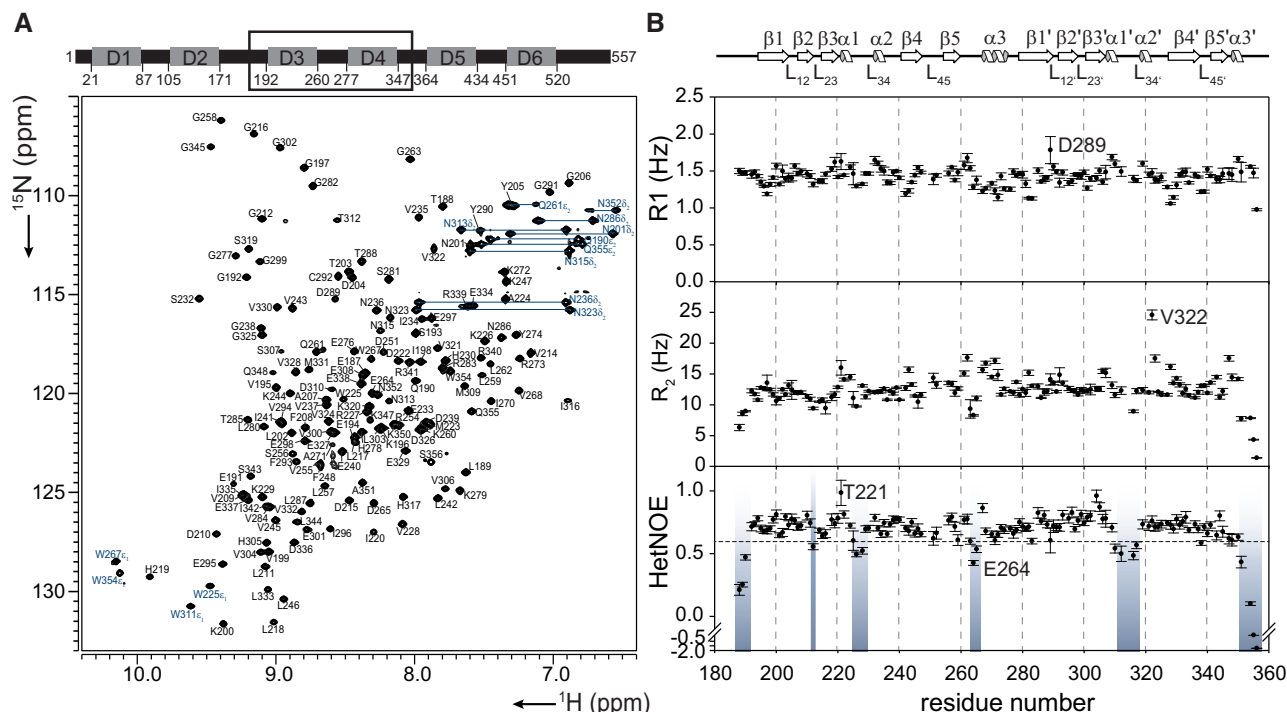 A
1 D1 D2 D3 D4 D5 D6 557
21 87 105 171 192 260 277 347 364 434 451 520
G258
G216
G345
G302
G197
G263
G282
G206
Y205
G291
N352δ2
Q261ε2
T188
V235
Y290
N286δ2
G212
T312
N313δ
N201δ2
N201
Q190ε2
S319
V322
Q355ε2
G277
G299
T288
N315δ2
T203
K272
G192
C292
D204
S281
K247
D289
R339
E334
A224
N236δ2
S232
V330
V243
N236
N323
N323δ2
I234
E297
G238
N315
S193
N286
G325
E276
D251
V321
K226
Y274
S307
Q261
W267
D222
I198
H230
R340
V214
V328
M331
E187
R283
R273
Q348
E308
R341
W354
L262
L259
E338
E264
Q190
V195
D310
N352
M309
V268
K244
A207
W225
N313
I270
I316
V294
V237
K320
E233
Q355
T285
I241
F208
V324
R227
K347
R254
D239
L280
V300
E194
M223
L202
E327
L303
K350
K260
E298
A271
H278
K196
D326
S256
L217
E329
F293
V255
E240
S356
S343
F248
E191
L257
A351
V306
L189
I335
K229
K279
V209
L287
D215
D265
H317
L242
E337
I342
V332
V284
L344
V228
D210
V245
E301
I296
I220
H305
D336
W267ε1
V304
V199
E295
L211
W354ε
H219
W225ε1
L333
L246
W311ε1
K200
L218
15N (ppm)
110
115
120
125
130
10.0 9.0 8.0 7.0
1H (ppm)
B
β1 β2 β3 α1 α2 β4 β5 α3 β1' β2' β3' α1' α2' β4' β5' α3'
L12 L23 L34 L45 L12' L23' L34' L45'
R1 (Hz)
2.5
2.0
1.5
1.0
0.5
0.0
D289
R2 (Hz)
25
20
15
10
5
0
V322
HetNOE
1.0
0.5
0.0
-0.5
-2.0
T221
E264
180 200 220 240 260 280 300 320 340 360
residue number